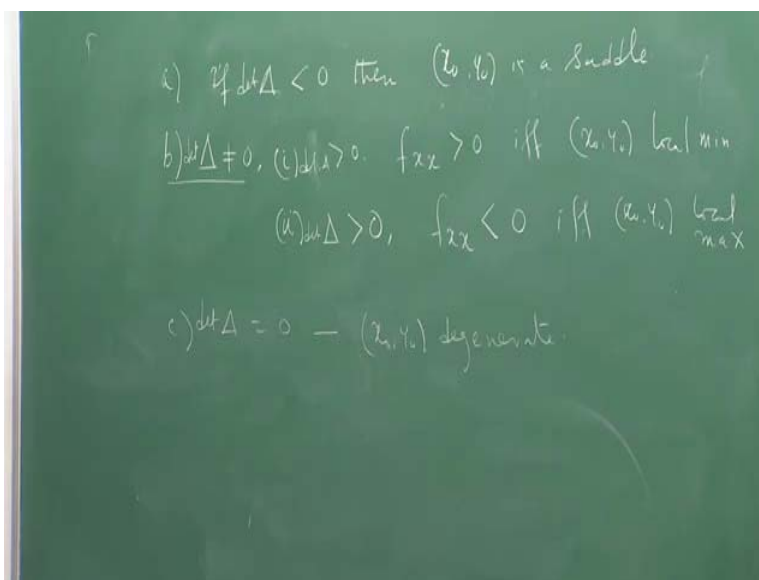 a) if det Δ < 0 then (x₀, y₀) is a saddle
b) det Δ ≠ 0, (i) det Δ > 0. fxx > 0 iff (x₀, y₀) local min
(ii) det Δ > 0, fxx < 0 iff (x₀, y₀) local max
c) det Δ = 0 — (x₀, y₀) degenerate.